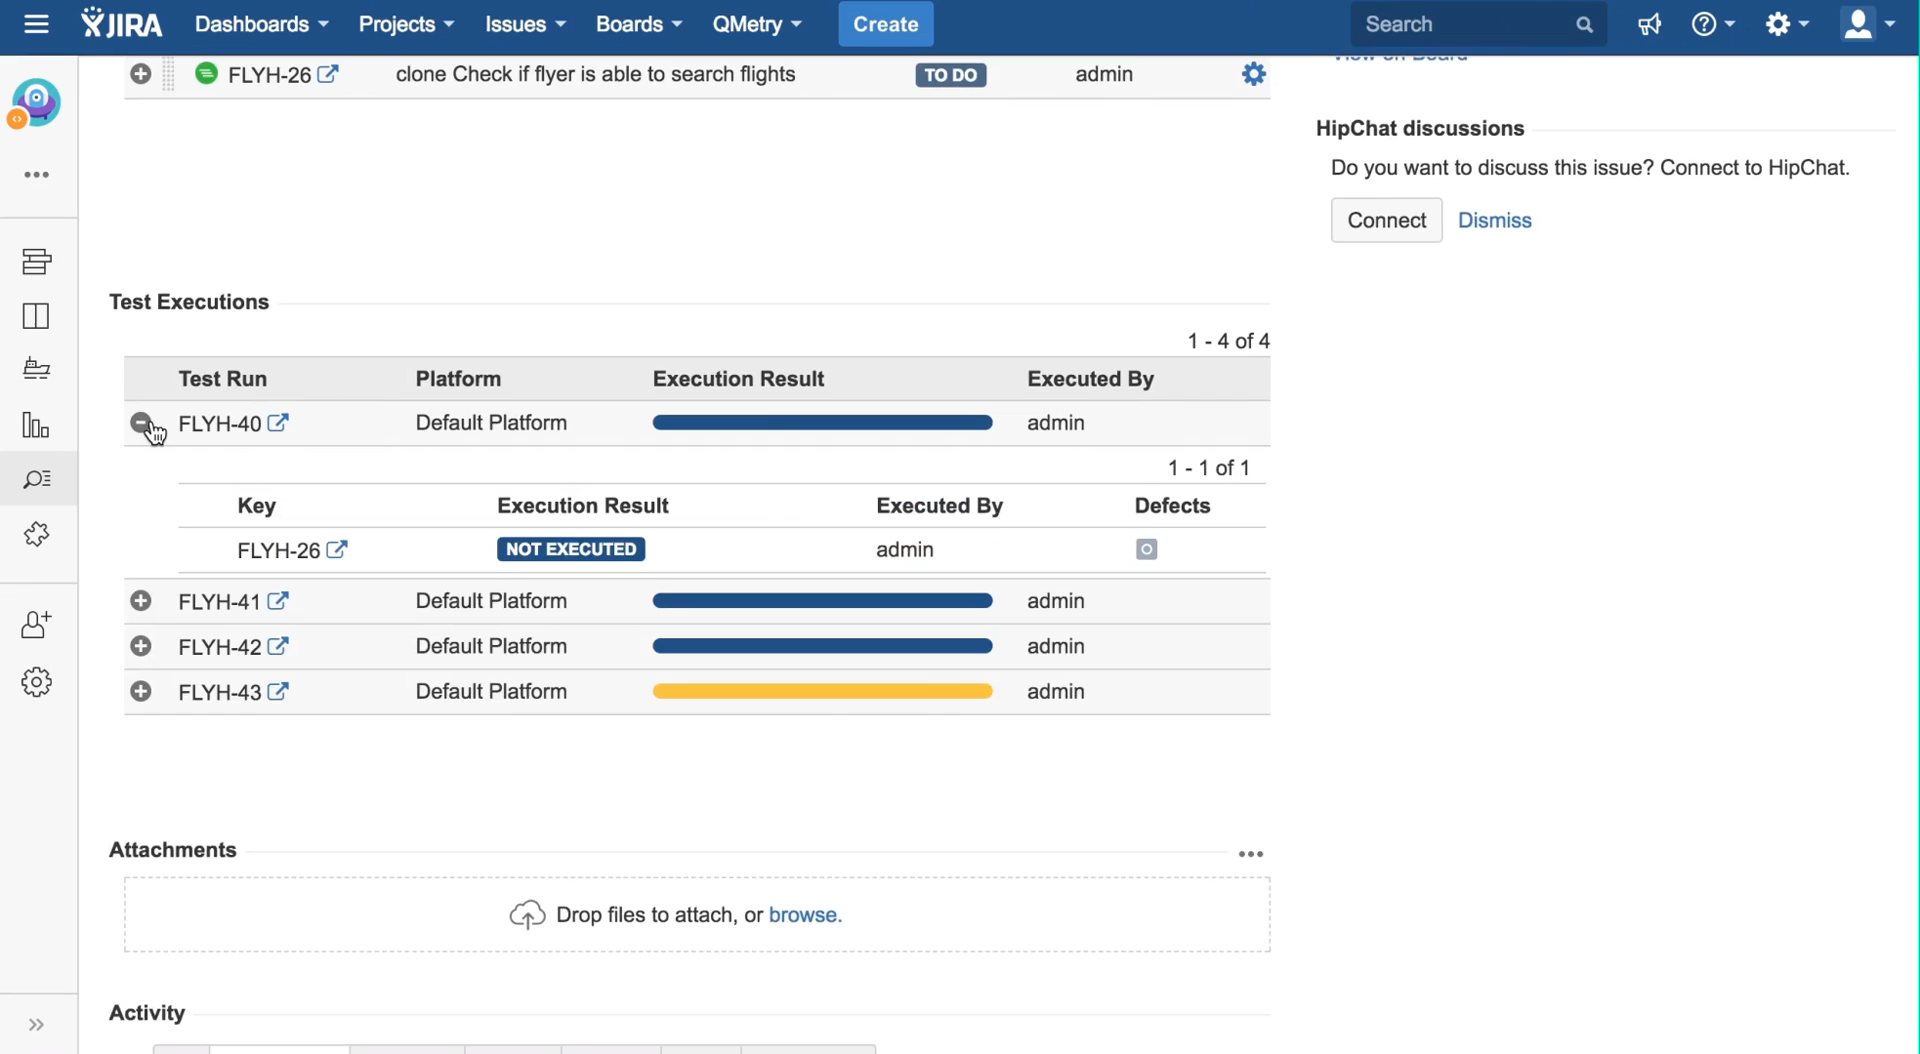 JIRA Dashboards Projects Issues Boards QMetry Create Search
FLYH-26 clone Check if flyer is able to search flights TO DO admin
View on Board
HipChat discussions
Do you want to discuss this issue? Connect to HipChat.
Connect Dismiss
Test Executions
1 - 4 of 4
Test Run Platform Execution Result Executed By
FLYH-40 Default Platform admin
1 - 1 of 1
Key Execution Result Executed By Defects
FLYH-26 NOT EXECUTED admin 0
FLYH-41 Default Platform admin
FLYH-42 Default Platform admin
FLYH-43 Default Platform admin
Attachments
Drop files to attach, or browse.
Activity